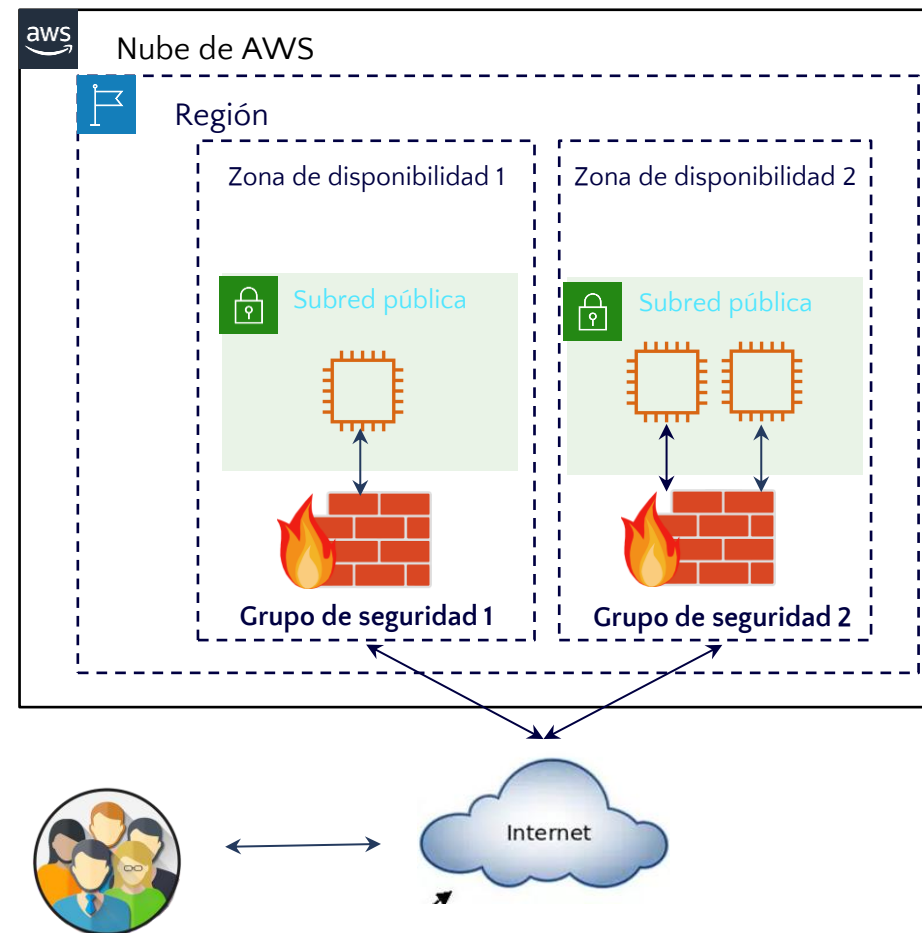 aws
Nube de AWS
Región
Zona de disponibilidad 1
Zona de disponibilidad 2
Subred pública
Subred pública
Grupo de seguridad 1
Grupo de seguridad 2
Internet